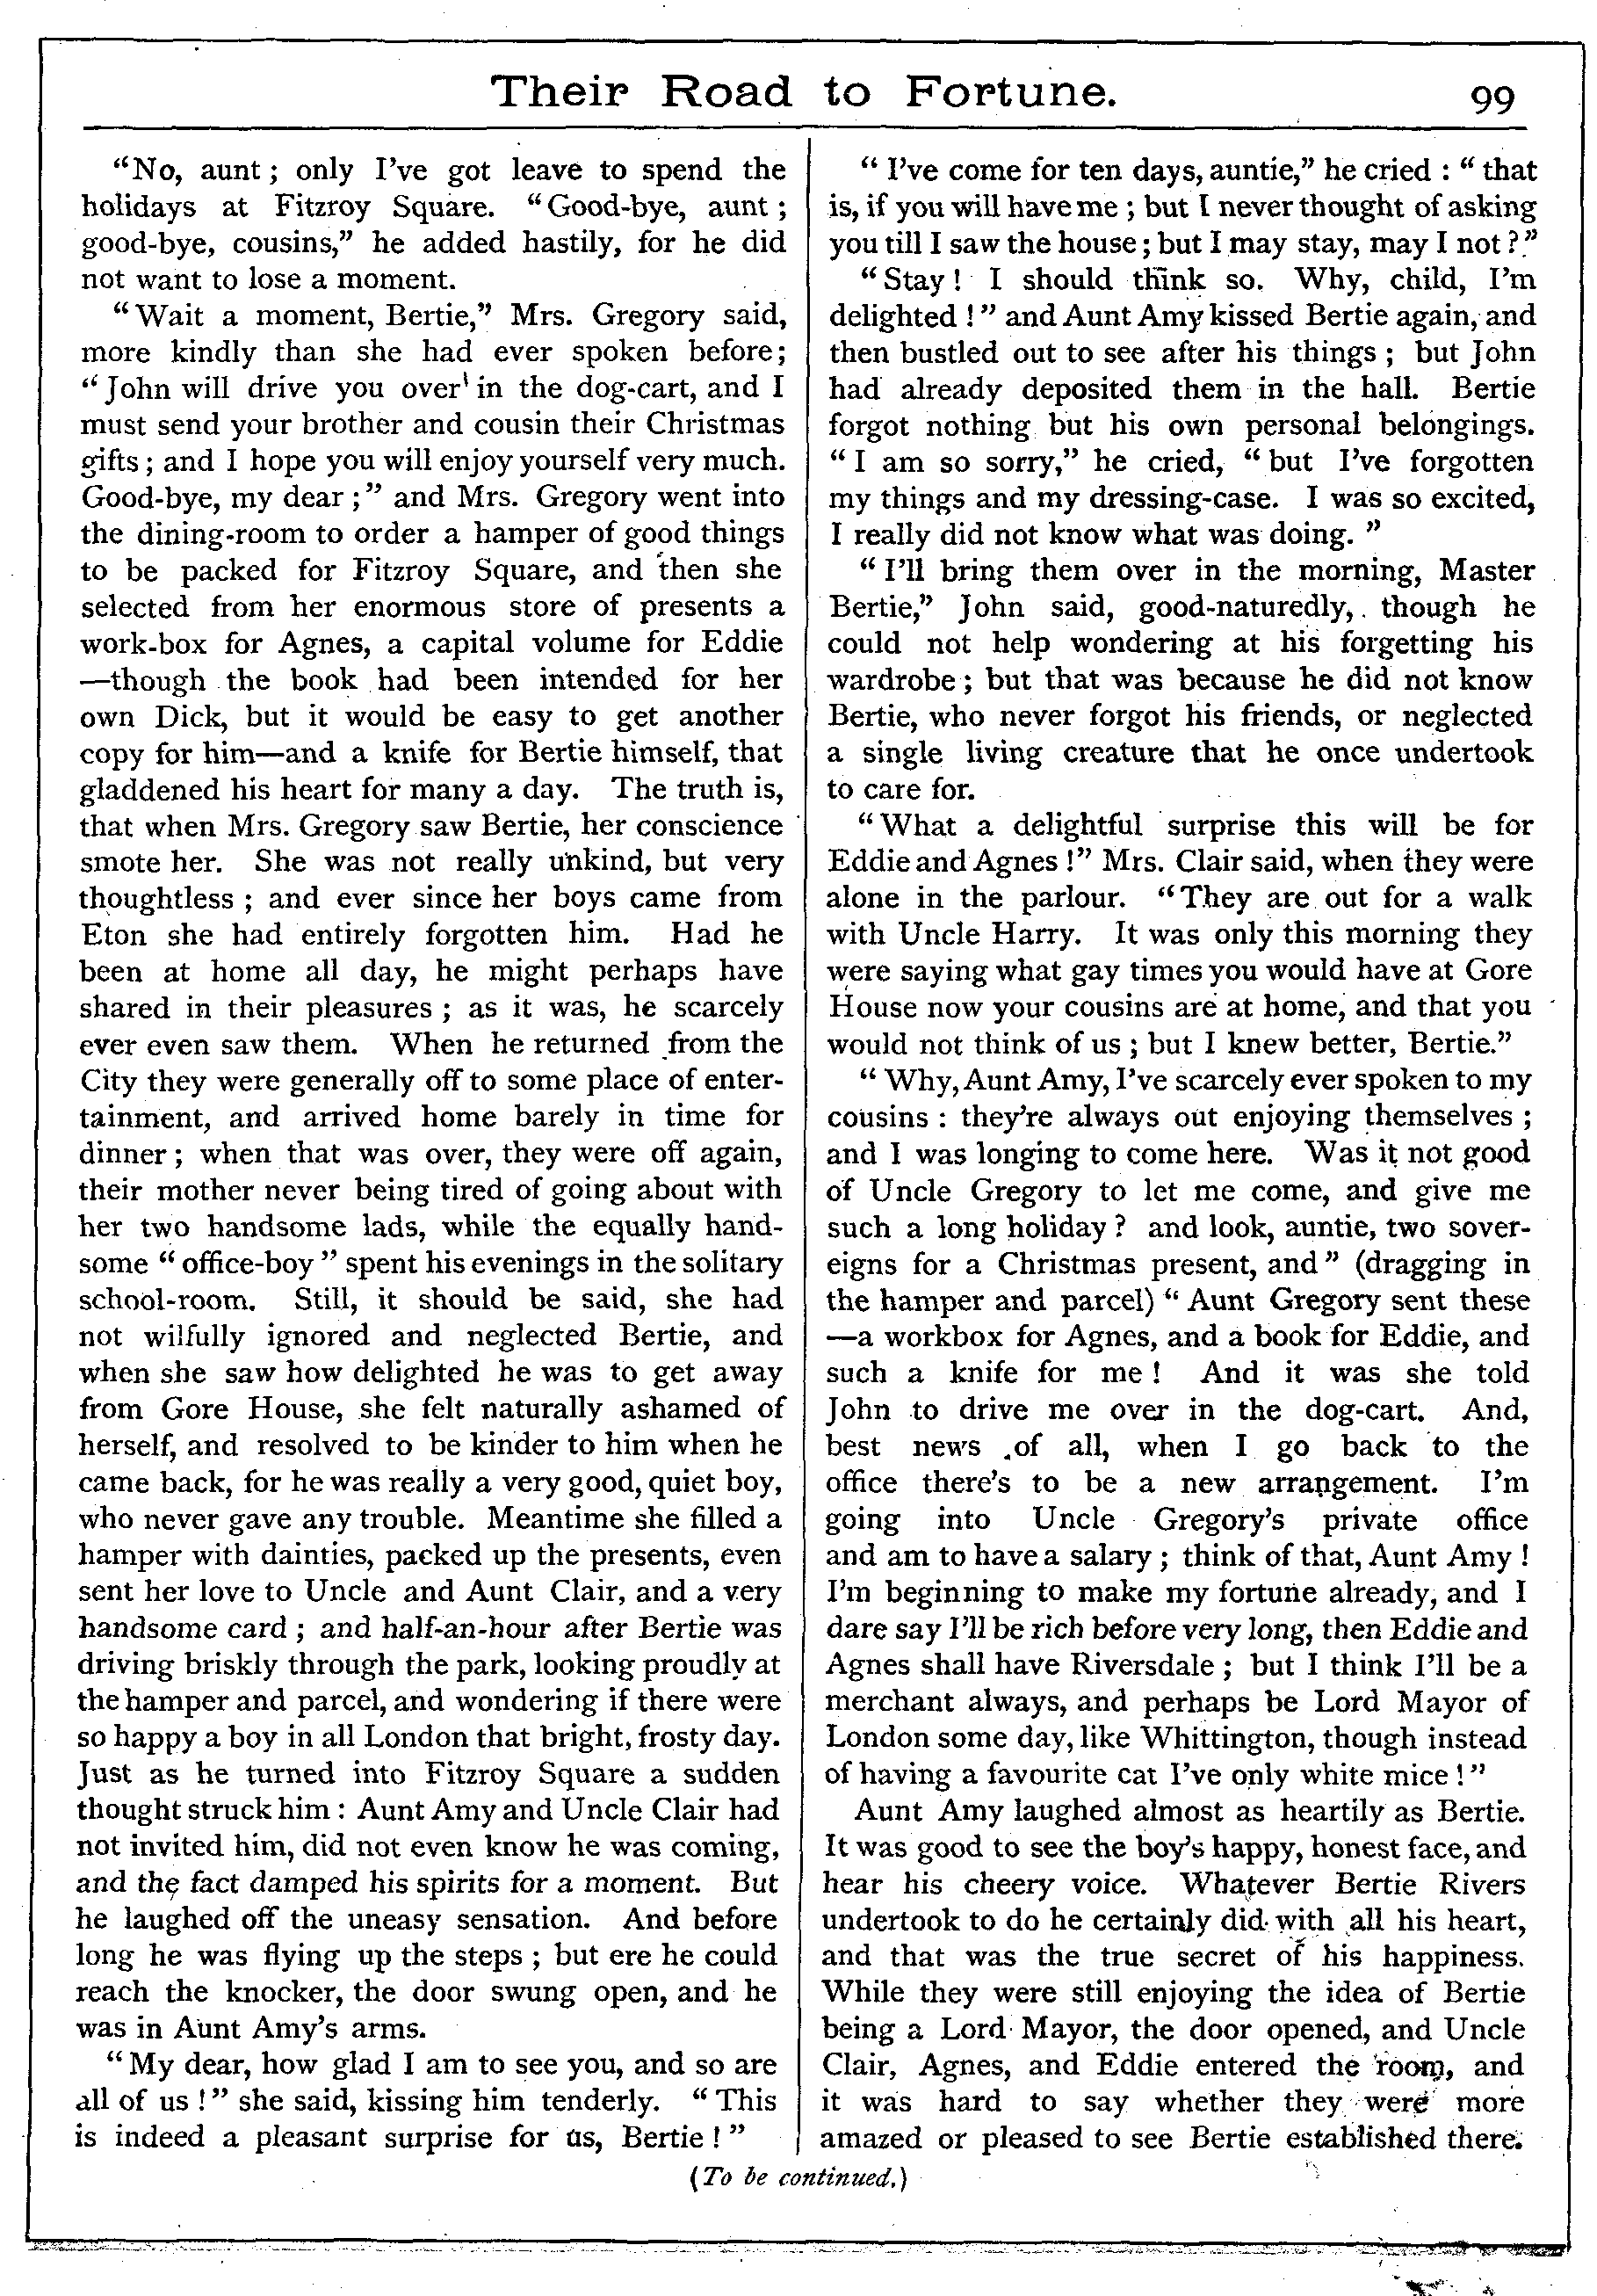 Their Road to Fortune.
99
"No, aunt; only I've got leave to spend the
holidays at Fitzroy Square. "Good-bye, aunt;
good-bye, cousins," he added hastily, for he did
not want to lose a moment.
"Wait a moment, Bertie," Mrs. Gregory said,
more kindly than she had ever spoken before;
"John will drive you over in the dog-cart, and I
must send your brother and cousin their Christmas
gifts; and I hope you will enjoy yourself very much.
Good-bye, my dear;" and Mrs. Gregory went into
the dining-room to order a hamper of good things
to be packed for Fitzroy Square, and then she
selected from her enormous store of presents a
work-box for Agnes, a capital volume for Eddie
—though the book had been intended for her
own Dick, but it would be easy to get another
copy for him—and a knife for Bertie himself, that
gladdened his heart for many a day. The truth is,
that when Mrs. Gregory saw Bertie, her conscience
smote her. She was not really unkind, but very
thoughtless; and ever since her boys came from
Eton she had entirely forgotten him. Had he
been at home all day, he might perhaps have
shared in their pleasures; as it was, he scarcely
ever even saw them. When he returned from the
City they were generally off to some place of enter-
tainment, and arrived home barely in time for
dinner; when that was over, they were off again,
their mother never being tired of going about with
her two handsome lads, while the equally hand-
some "office-boy" spent his evenings in the solitary
school-room. Still, it should be said, she had
not wilfully ignored and neglected Bertie, and
when she saw how delighted he was to get away
from Gore House, she felt naturally ashamed of
herself, and resolved to be kinder to him when he
came back, for he was really a very good, quiet boy,
who never gave any trouble. Meantime she filled a
hamper with dainties, packed up the presents, even
sent her love to Uncle and Aunt Clair, and a very
handsome card; and half-an-hour after Bertie was
driving briskly through the park, looking proudly at
the hamper and parcel, and wondering if there were
so happy a boy in all London that bright, frosty day.
Just as he turned into Fitzroy Square a sudden
thought struck him: Aunt Amy and Uncle Clair had
not invited him, did not even know he was coming,
and the fact damped his spirits for a moment. But
he laughed off the uneasy sensation. And before
long he was flying up the steps; but ere he could
reach the knocker, the door swung open, and he
was in Aunt Amy's arms.
"My dear, how glad I am to see you, and so are
all of us!" she said, kissing him tenderly. "This
is indeed a pleasant surprise for us, Bertie!"
"I've come for ten days, auntie," he cried: "that
is, if you will have me; but I never thought of asking
you till I saw the house; but I may stay, may I not?"
"Stay! I should think so. Why, child, I'm
delighted!" and Aunt Amy kissed Bertie again, and
then bustled out to see after his things; but John
had already deposited them in the hall. Bertie
forgot nothing but his own personal belongings.
"I am so sorry," he cried, "but I've forgotten
my things and my dressing-case. I was so excited,
I really did not know what was doing."
"I'll bring them over in the morning, Master
Bertie," John said, good-naturedly, though he
could not help wondering at his forgetting his
wardrobe; but that was because he did not know
Bertie, who never forgot his friends, or neglected
a single living creature that he once undertook
to care for.
"What a delightful surprise this will be for
Eddie and Agnes!" Mrs. Clair said, when they were
alone in the parlour. "They are out for a walk
with Uncle Harry. It was only this morning they
were saying what gay times you would have at Gore
House now your cousins are at home, and that you
would not think of us; but I knew better, Bertie."
"Why, Aunt Amy, I've scarcely ever spoken to my
cousins: they're always out enjoying themselves;
and I was longing to come here. Was it not good
of Uncle Gregory to let me come, and give me
such a long holiday? and look, auntie, two sover-
eigns for a Christmas present, and" (dragging in
the hamper and parcel) "Aunt Gregory sent these
—a workbox for Agnes, and a book for Eddie, and
such a knife for me! And it was she told
John to drive me over in the dog-cart. And,
best news of all, when I go back to the
office there's to be a new arrangement. I'm
going into Uncle Gregory's private office
and am to have a salary; think of that, Aunt Amy!
I'm beginning to make my fortune already, and I
dare say I'll be rich before very long, then Eddie and
Agnes shall have Riversdale; but I think I'll be a
merchant always, and perhaps be Lord Mayor of
London some day, like Whittington, though instead
of having a favourite cat I've only white mice!"
Aunt Amy laughed almost as heartily as Bertie.
It was good to see the boy's happy, honest face, and
hear his cheery voice. Whatever Bertie Rivers
undertook to do he certainly did with all his heart,
and that was the true secret of his happiness.
While they were still enjoying the idea of Bertie
being a Lord Mayor, the door opened, and Uncle
Clair, Agnes, and Eddie entered the room, and
it was hard to say whether they were more
amazed or pleased to see Bertie established there.
(To be continued.)